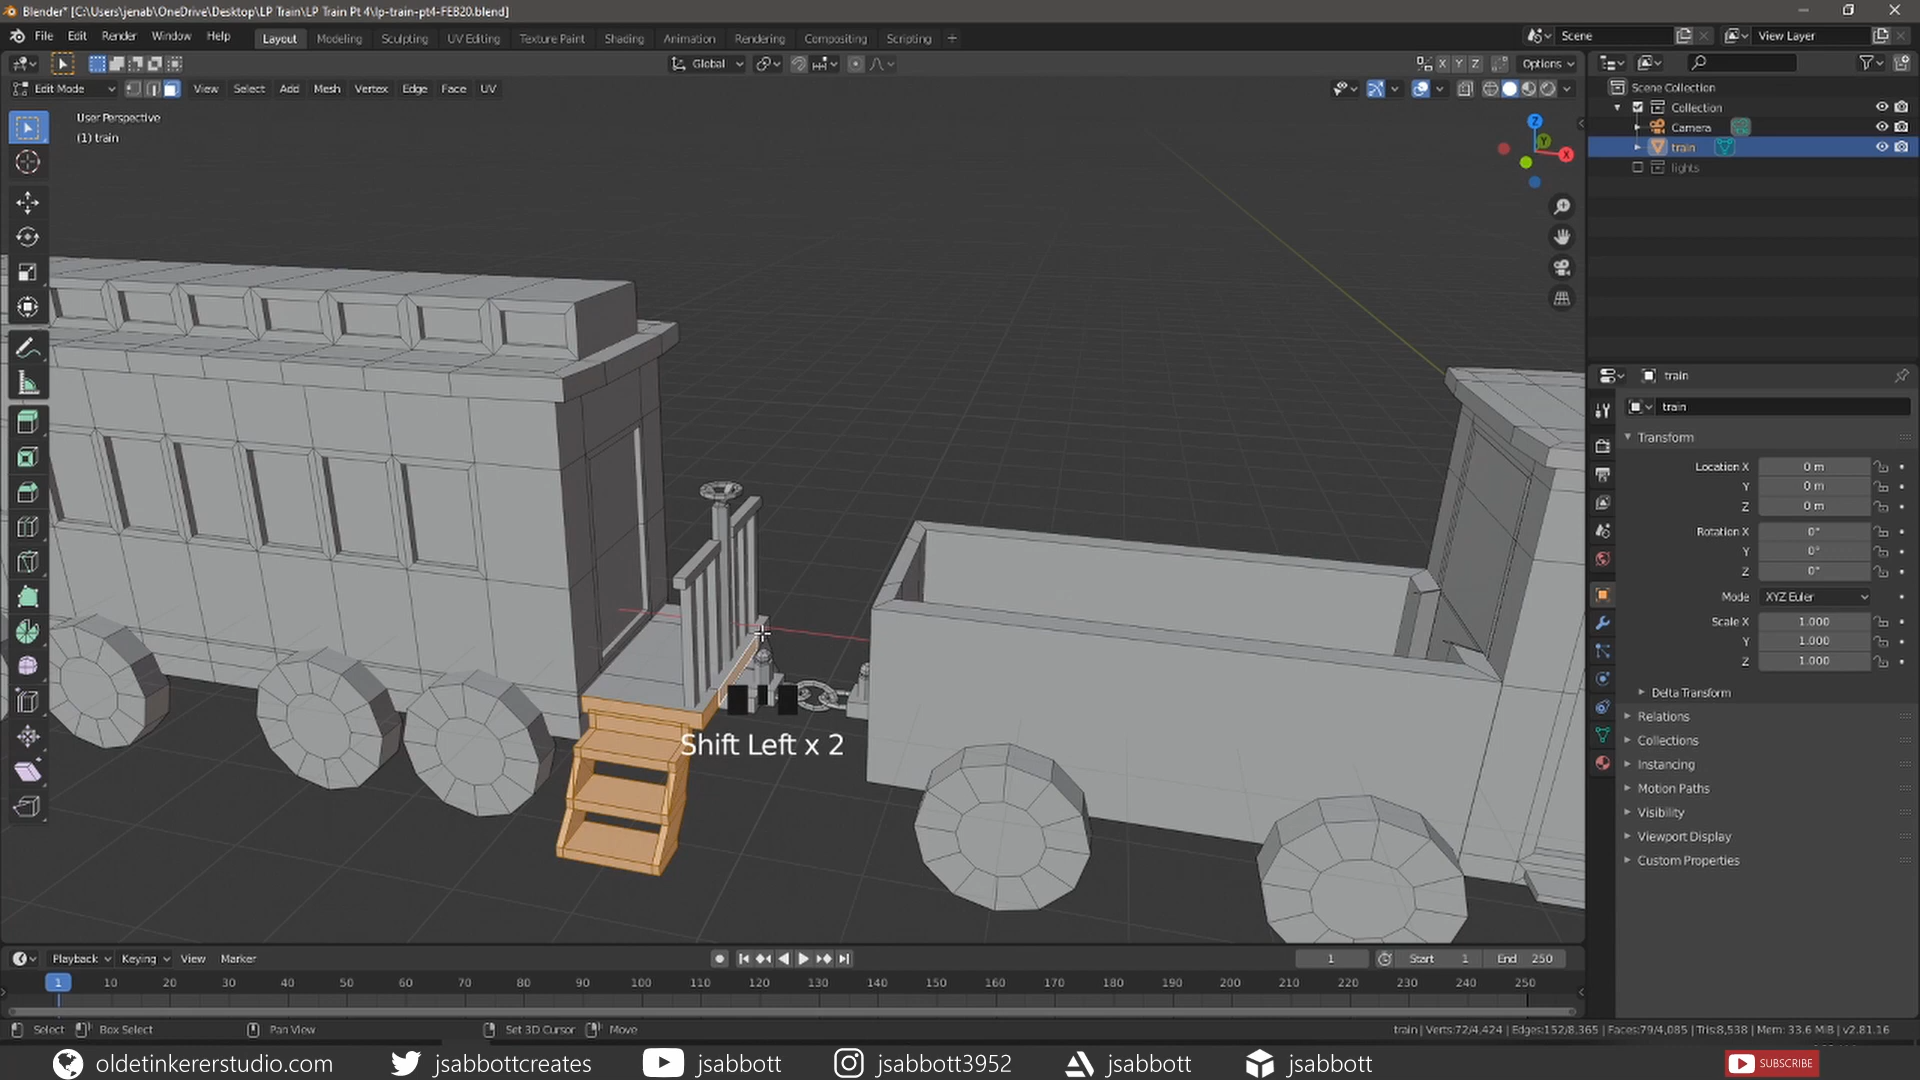 Blender* [C:\Users\jenab\OneDrive\Desktop\LP Train\LP Train Pt 4\lp-train-pt4-FEB20.blend]
File Edit Render Window Help Layout Modeling Sculpting UV Editing Texture Paint Shading Animation Rendering Compositing Scripting + Scene View Layer
Global X Y Z Options
Edit Mode View Select Add Mesh Vertex Edge Face UV
User Perspective
(1) train
Z
Y
X
Scene Collection
Collection
Camera
train
lights
train
train
Transform
Location X 0 m
Y 0 m
Z 0 m
Rotation X 0°
Y 0°
Z 0°
Mode XYZ Euler
Scale X 1.000
Y 1.000
Z 1.000
Delta Transform
Relations
Collections
Instancing
Motion Paths
Visibility
Viewport Display
Custom Properties
Shift Left x 2
Playback Keying View Marker 1 Start 1 End 250
1 10 20 30 40 50 60 70 80 90 100 110 120 130 140 150 160 170 180 190 200 210 220 230 240 250
Select Box Select Pan View Set 3D Cursor Move train | Verts:72/4,424 | Edges:152/8,365 | Faces:79/4,085 | Tris:8,538 | Mem: 33.6 MiB | v2.81.16
oldetinkererstudio.com jsabbottcreates jsabbott jsabbott3952 jsabbott jsabbott SUBSCRIBE